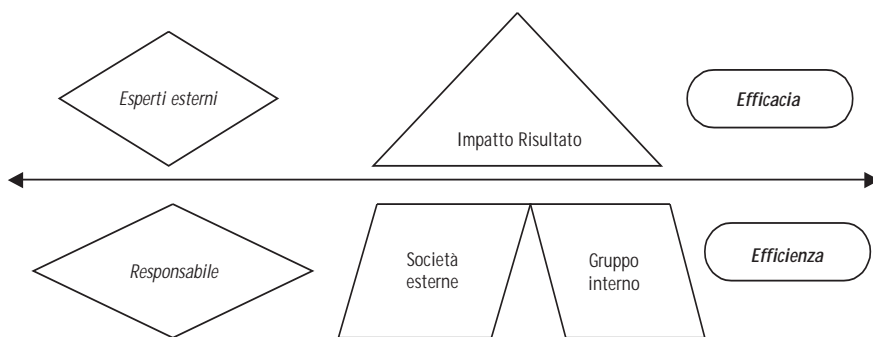 Esperti esterni
Impatto Risultato
Efficacia
Responsabile
Società
esterne
Gruppo
interno
Efficienza